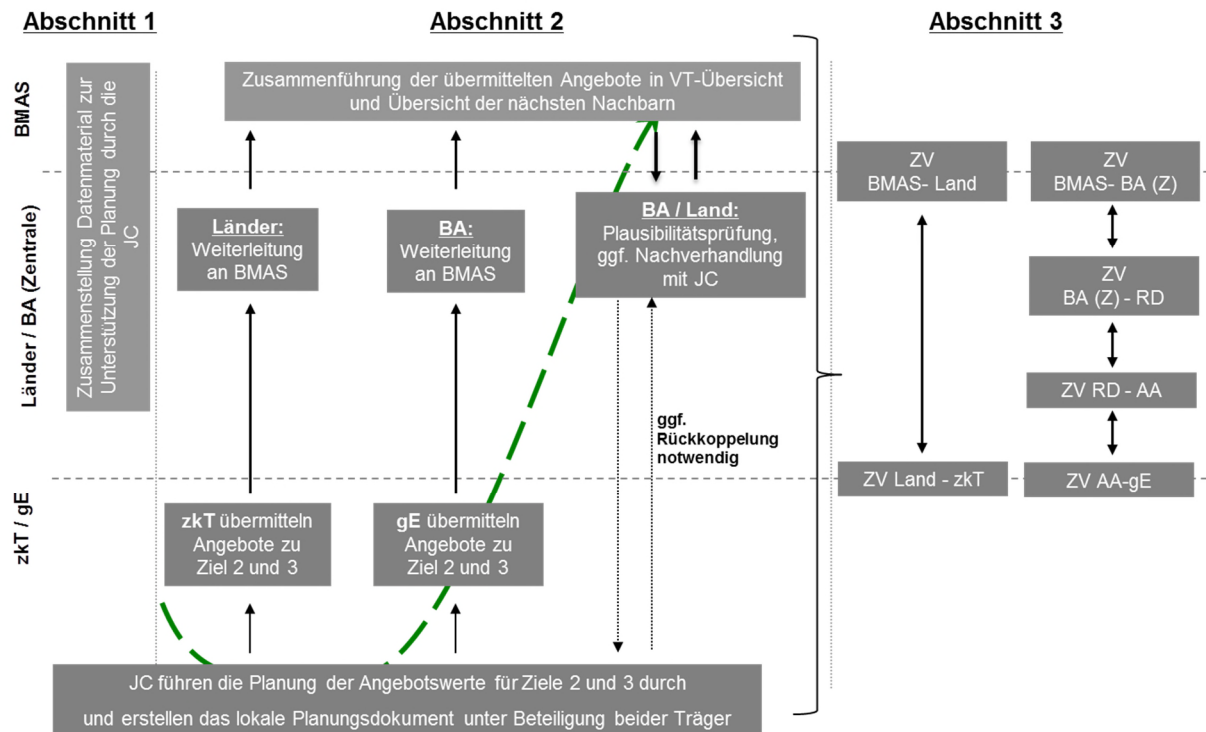 Abschnitt 1
Abschnitt 2
Abschnitt 3
BMAS
Länder / BA (Zentrale)
zkT / gE
Zusammenstellung Datenmaterial zur
Unterstützung der Planung durch die
JC
Zusammenführung der übermittelten Angebote in VT-Übersicht
und Übersicht der nächsten Nachbarn
Länder:
Weiterleitung
an BMAS
BA:
Weiterleitung
an BMAS
BA / Land:
Plausibilitätsprüfung,
ggf. Nachverhandlung
mit JC
ggf.
Rückkoppelung
notwendig
zkT übermitteln
Angebote zu
Ziel 2 und 3
gE übermitteln
Angebote zu
Ziel 2 und 3
JC führen die Planung der Angebotswerte für Ziele 2 und 3 durch
und erstellen das lokale Planungsdokument unter Beteiligung beider Träger
ZV
BMAS- Land
ZV Land - zkT
ZV
BMAS- BA (Z)
ZV
BA (Z) - RD
ZV RD - AA
ZV AA-gE